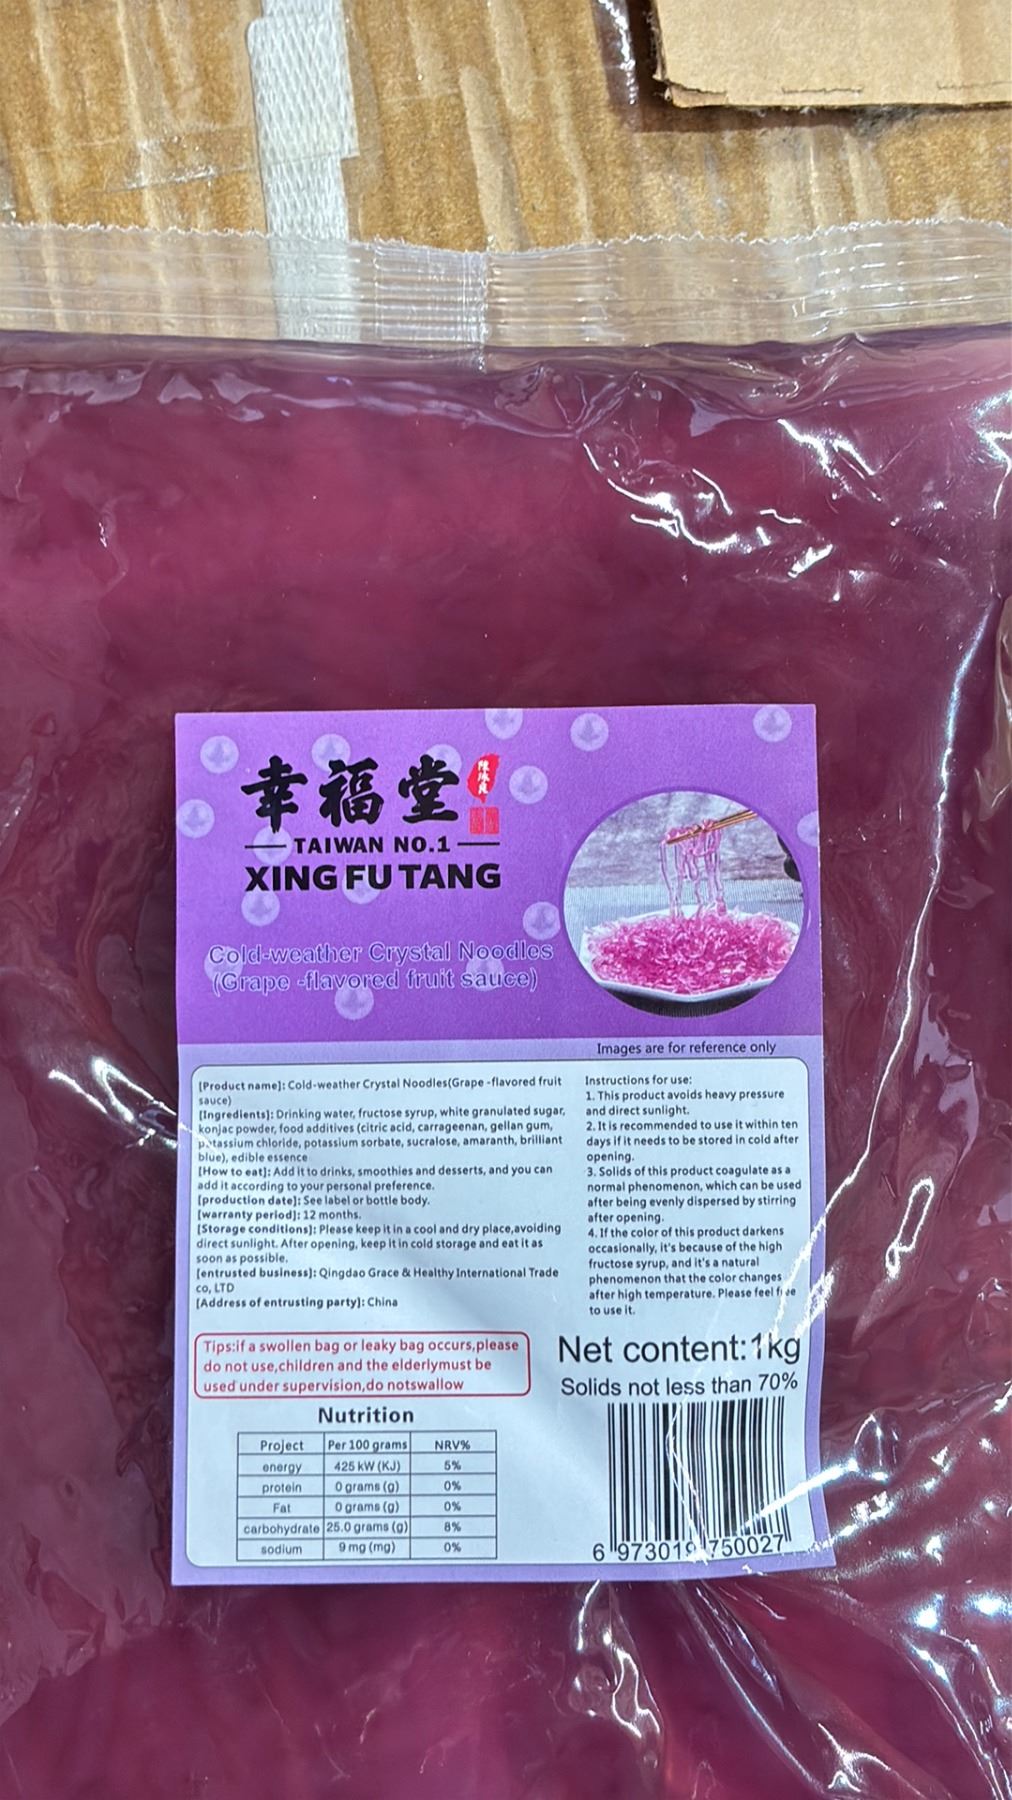 幸福堂
陳泳良
TAIWAN NO.1
XING FU TANG
Cold-weather Crystal Noodles
(Grape -flavored fruit sauce)
Images are for reference only
[Product name]: Cold-weather Crystal Noodles(Grape -flavored fruit
sauce)
[Ingredients]: Drinking water, fructose syrup, white granulated sugar,
konjac powder, food additives (citric acid, carrageenan, gellan gum,
potassium chloride, potassium sorbate, sucralose, amaranth, brilliant
blue), edible essence
[How to eat]: Add it to drinks, smoothies and desserts, and you can
add it according to your personal preference.
[production date]: See label or bottle body.
[warranty period]: 12 months.
[Storage conditions]: Please keep it in a cool and dry place,avoiding
direct sunlight. After opening, keep it in cold storage and eat it as
soon as possible.
[entrusted business]: Qingdao Grace & Healthy International Trade
co, LTD
[Address of entrusting party]: China
Instructions for use:
1. This product avoids heavy pressure
and direct sunlight.
2. It is recommended to use it within ten
days if it needs to be stored in cold after
opening.
3. Solids of this product coagulate as a
normal phenomenon, which can be used
after being evenly dispersed by stirring
after opening.
4. If the color of this product darkens
occasionally, it's because of the high
fructose syrup, and it's a natural
phenomenon that the color changes
after high temperature. Please feel free
to use it.
Tips:if a swollen bag or leaky bag occurs,please
do not use,children and the elderlymust be
used under supervision,do notswallow
Net content:1kg
Solids not less than 70%
Nutrition
Project Per 100 grams NRV%
energy 425 kW (KJ) 5%
protein 0 grams (g) 0%
Fat 0 grams (g) 0%
carbohydrate 25.0 grams (g) 8%
sodium 9 mg (mg) 0%
6 973019 750027